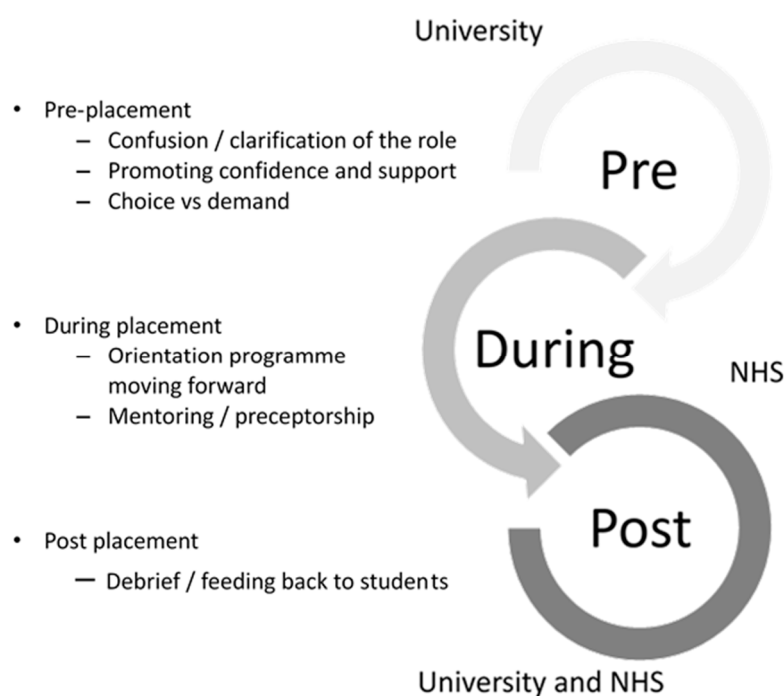 University
• Pre-placement
– Confusion / clarification of the role
– Promoting confidence and support
– Choice vs demand
Pre
• During placement
– Orientation programme
moving forward
– Mentoring / preceptorship
During
NHS
• Post placement
– Debrief / feeding back to students
Post
University and NHS